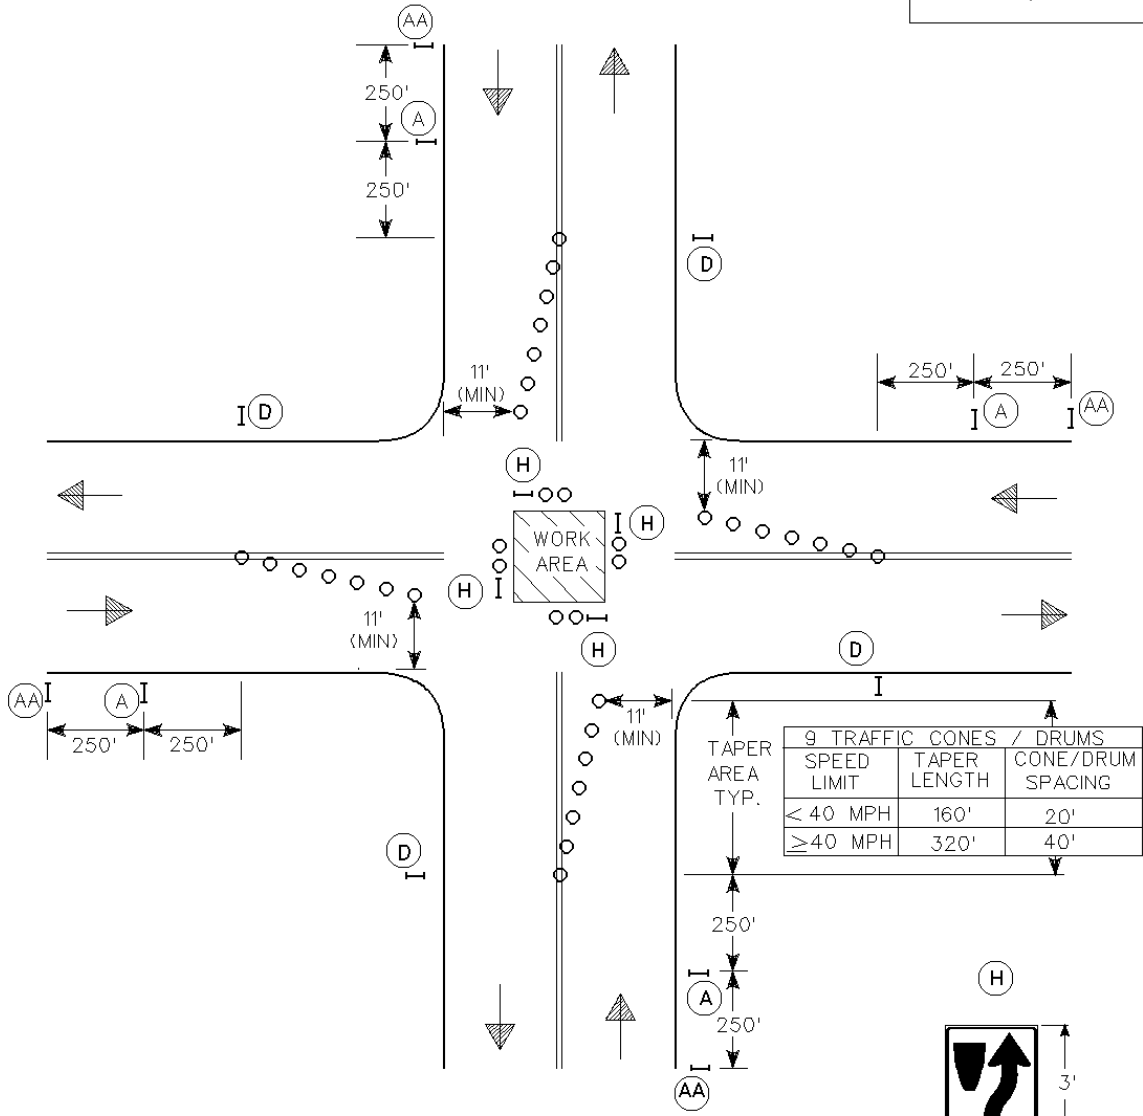 AA
250'
A
250'
D
11'
(MIN)
250'
250'
A
AA
D
H
11'
(MIN)
H
WORK
AREA
H
11'
(MIN)
H
D
AA
A
250'
250'
11'
(MIN)
TAPER
AREA
TYP.
9 TRAFFIC CONES / DRUMS
SPEED LIMIT TAPER LENGTH CONE/DRUM SPACING
< 40 MPH 160' 20'
≥40 MPH 320' 40'
D
250'
A
250'
AA
H
3'